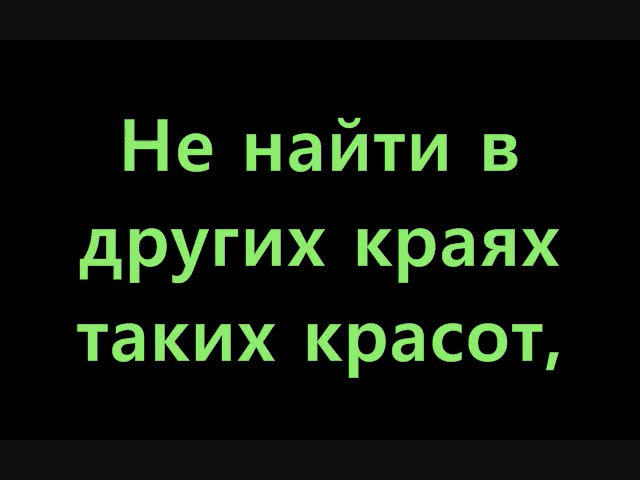 Не найти в
других краях
таких красот,